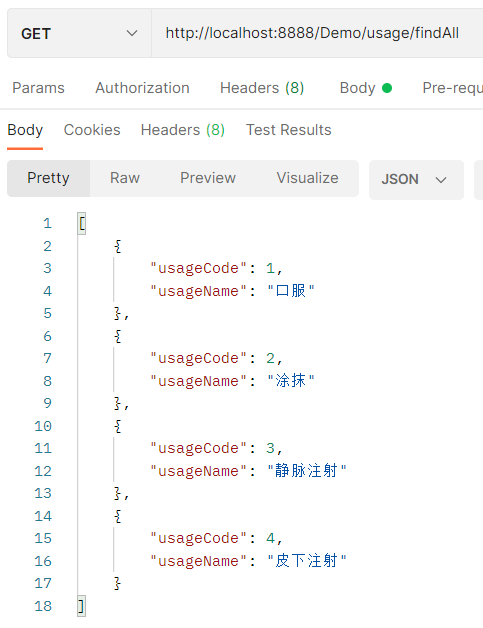 GET http://localhost:8888/Demo/usage/findAll
Params Authorization Headers (8) Body Pre-requ
Body Cookies Headers (8) Test Results
Pretty Raw Preview Visualize JSON
1 [
2 {
3 "usageCode": 1,
4 "usageName": "口服"
5 },
6 {
7 "usageCode": 2,
8 "usageName": "涂抹"
9 },
10 {
11 "usageCode": 3,
12 "usageName": "静脉注射"
13 },
14 {
15 "usageCode": 4,
16 "usageName": "皮下注射"
17 }
18 ]